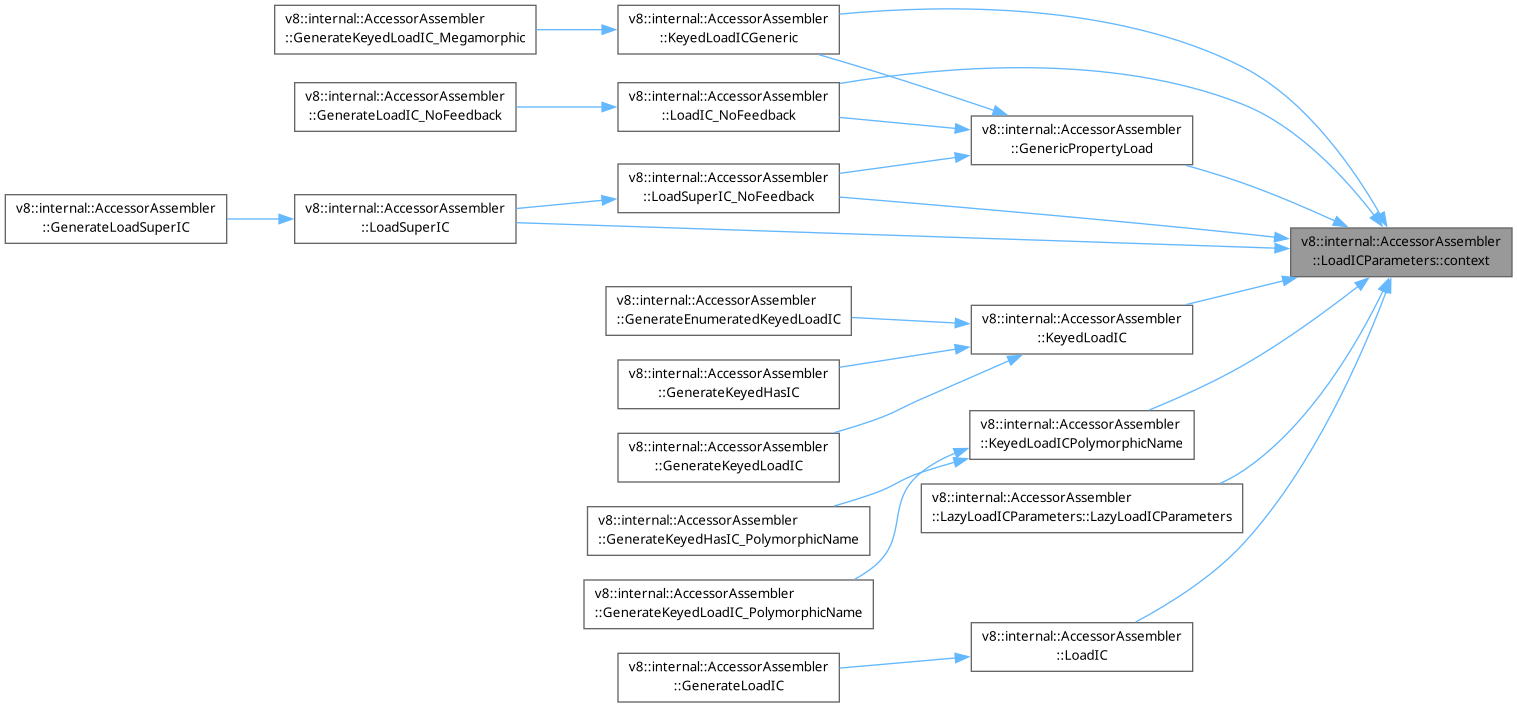 v8::internal::AccessorAssembler
::GenerateKeyedLoadIC_Megamorphic
v8::internal::AccessorAssembler
::KeyedLoadICGeneric
v8::internal::AccessorAssembler
::GenerateLoadIC_NoFeedback
v8::internal::AccessorAssembler
::LoadIC_NoFeedback
v8::internal::AccessorAssembler
::GenericPropertyLoad
v8::internal::AccessorAssembler
::LoadSuperIC_NoFeedback
v8::internal::AccessorAssembler
::GenerateLoadSuperIC
v8::internal::AccessorAssembler
::LoadSuperIC
v8::internal::AccessorAssembler
::LoadICParameters::context
v8::internal::AccessorAssembler
::GenerateEnumeratedKeyedLoadIC
v8::internal::AccessorAssembler
::KeyedLoadIC
v8::internal::AccessorAssembler
::GenerateKeyedHasIC
v8::internal::AccessorAssembler
::GenerateKeyedLoadIC
v8::internal::AccessorAssembler
::KeyedLoadICPolymorphicName
v8::internal::AccessorAssembler
::LazyLoadICParameters::LazyLoadICParameters
v8::internal::AccessorAssembler
::GenerateKeyedHasIC_PolymorphicName
v8::internal::AccessorAssembler
::GenerateKeyedLoadIC_PolymorphicName
v8::internal::AccessorAssembler
::LoadIC
v8::internal::AccessorAssembler
::GenerateLoadIC